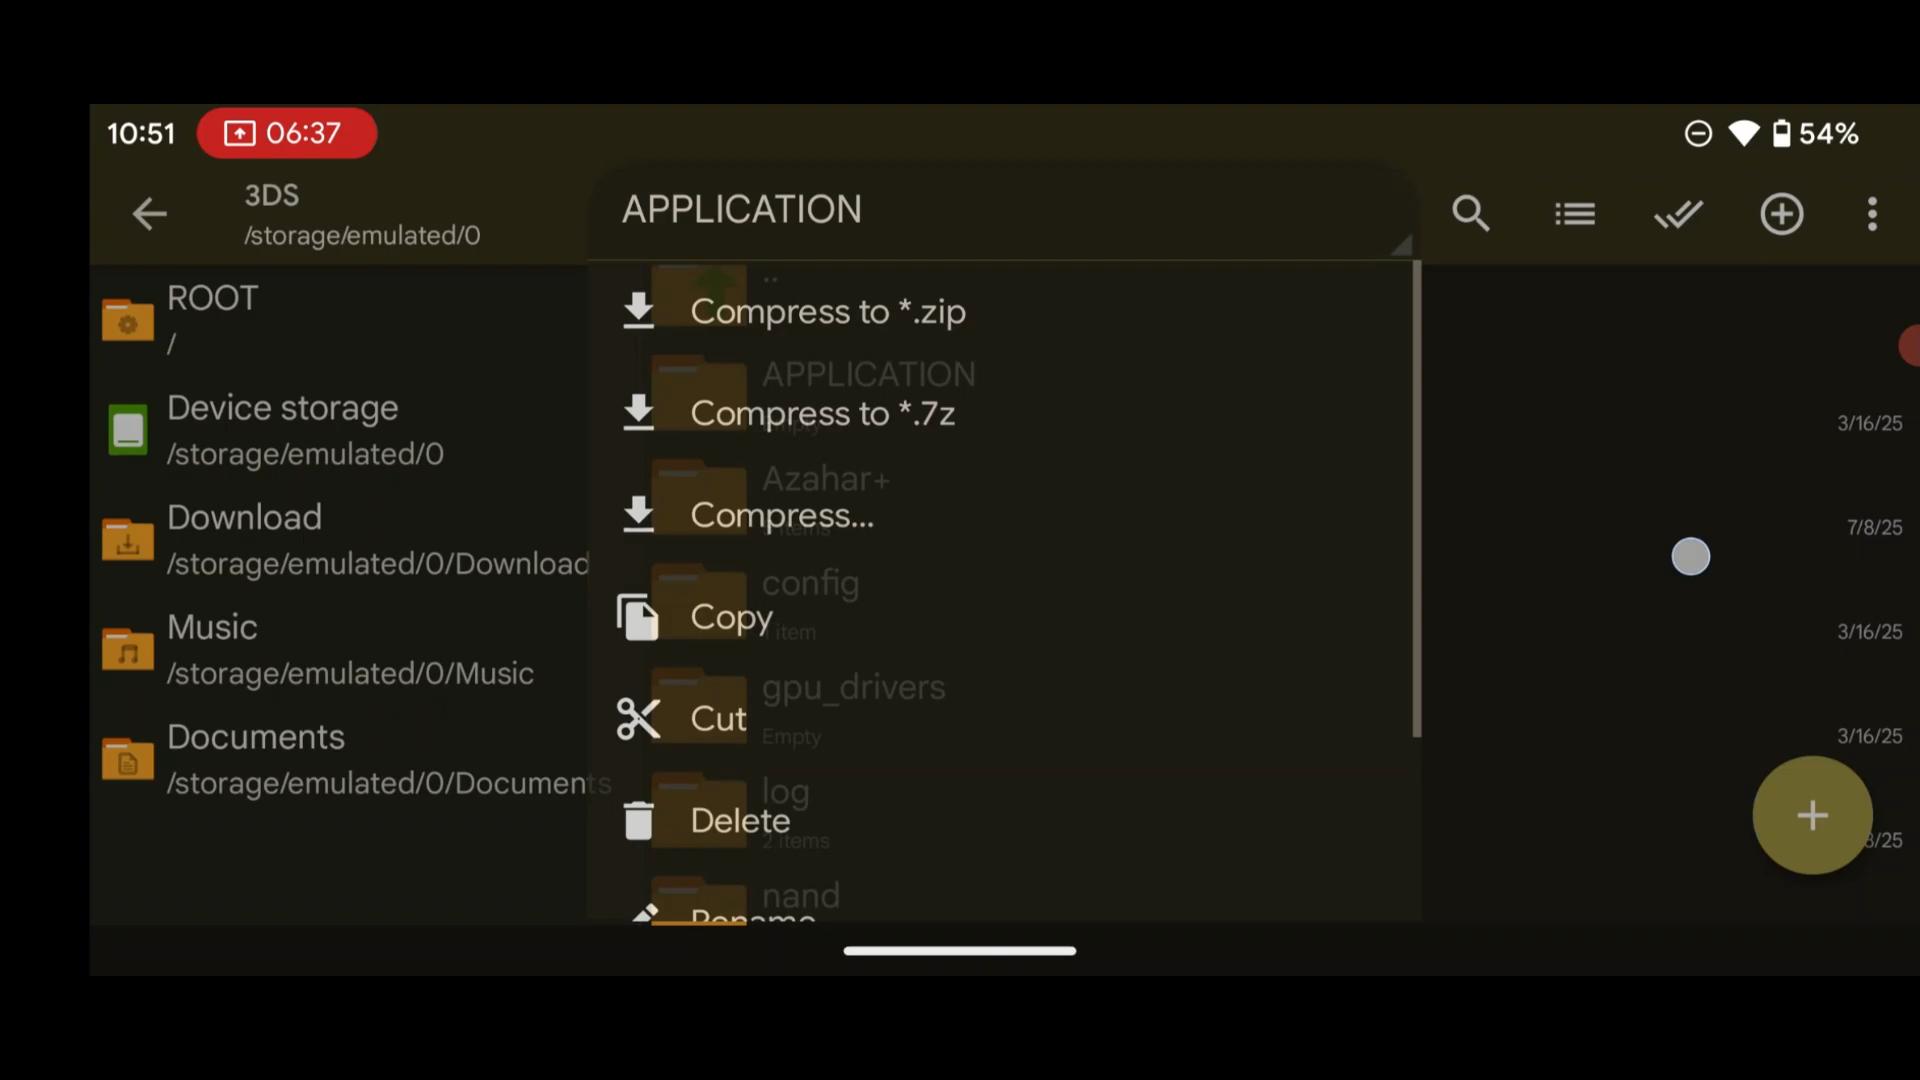 10:51
06:37
54%
3DS
/storage/emulated/0
APPLICATION
ROOT
/
Device storage
/storage/emulated/0
Download
/storage/emulated/0/Download
Music
/storage/emulated/0/Music
Documents
/storage/emulated/0/Documents
..
Compress to *.zip
APPLICATION
Compress to *.7z
Azahar+
Compress...
config
Copy
item
gpu_drivers
Cut
Empty
log
Delete
2 items
nand
Rename
3/16/25
7/8/25
3/16/25
3/16/25
8/25